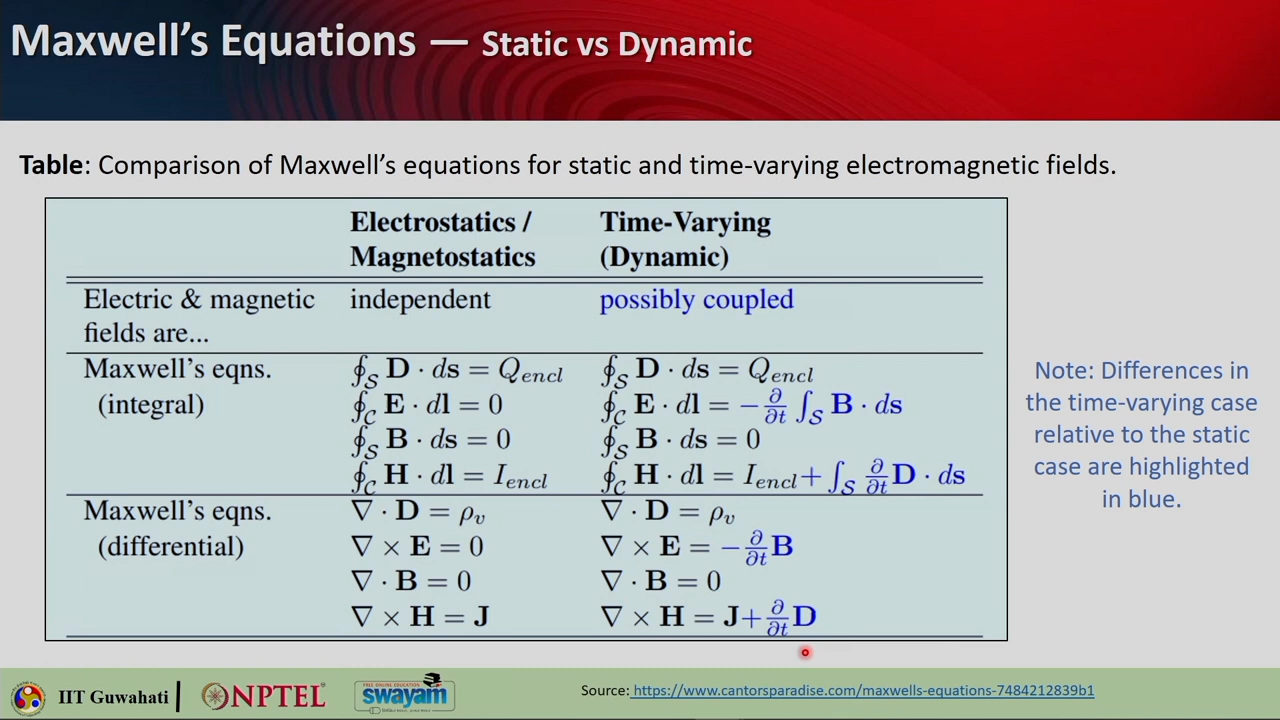 Maxwell's Equations — Static vs Dynamic
Table: Comparison of Maxwell's equations for static and time-varying electromagnetic fields.
Electrostatics / Time-Varying
Magnetostatics (Dynamic)
Electric & magnetic independent possibly coupled
fields are...
Maxwell's eqns. ∮_S D · ds = Q_encl ∮_S D · ds = Q_encl
(integral) ∮_C E · dl = 0 ∮_C E · dl = −∂/∂t ∫_S B · ds
∮_S B · ds = 0 ∮_S B · ds = 0
∮_C H · dl = I_encl ∮_C H · dl = I_encl + ∫_S ∂/∂t D · ds
Maxwell's eqns. ∇ · D = ρ_v ∇ · D = ρ_v
(differential) ∇ × E = 0 ∇ × E = −∂/∂t B
∇ · B = 0 ∇ · B = 0
∇ × H = J ∇ × H = J + ∂/∂t D
Note: Differences in
the time-varying case
relative to the static
case are highlighted
in blue.
IIT Guwahati
NPTEL
FREE ONLINE EDUCATION
swayam
Source: https://www.cantorsparadise.com/maxwells-equations-7484212839b1